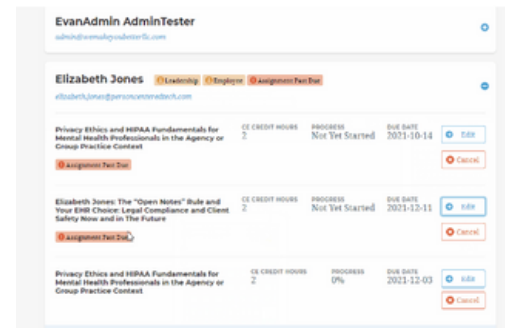 EvanAdmin AdminTester
admin@wemakeyoubetterllc.com
Elizabeth Jones Leadership Employee Assignment Past Due
elizabeth.jones@personcenteredtech.com
Privacy Ethics and HIPAA Fundamentals for
Mental Health Professionals in the Agency or
Group Practice Context
Assignment Past Due
CE CREDIT HOURS
2
PROGRESS
Not Yet Started
DUE DATE
2021-10-14
Edit
Cancel
Elizabeth Jones: The "Open Notes" Rule and
Your EHR Choice: Legal Compliance and Client
Safety Now and in The Future
Assignment Past Due
CE CREDIT HOURS
2
PROGRESS
Not Yet Started
DUE DATE
2021-12-11
Edit
Cancel
Privacy Ethics and HIPAA Fundamentals for
Mental Health Professionals in the Agency or
Group Practice Context
CE CREDIT HOURS
2
PROGRESS
0%
DUE DATE
2021-12-03
Edit
Cancel